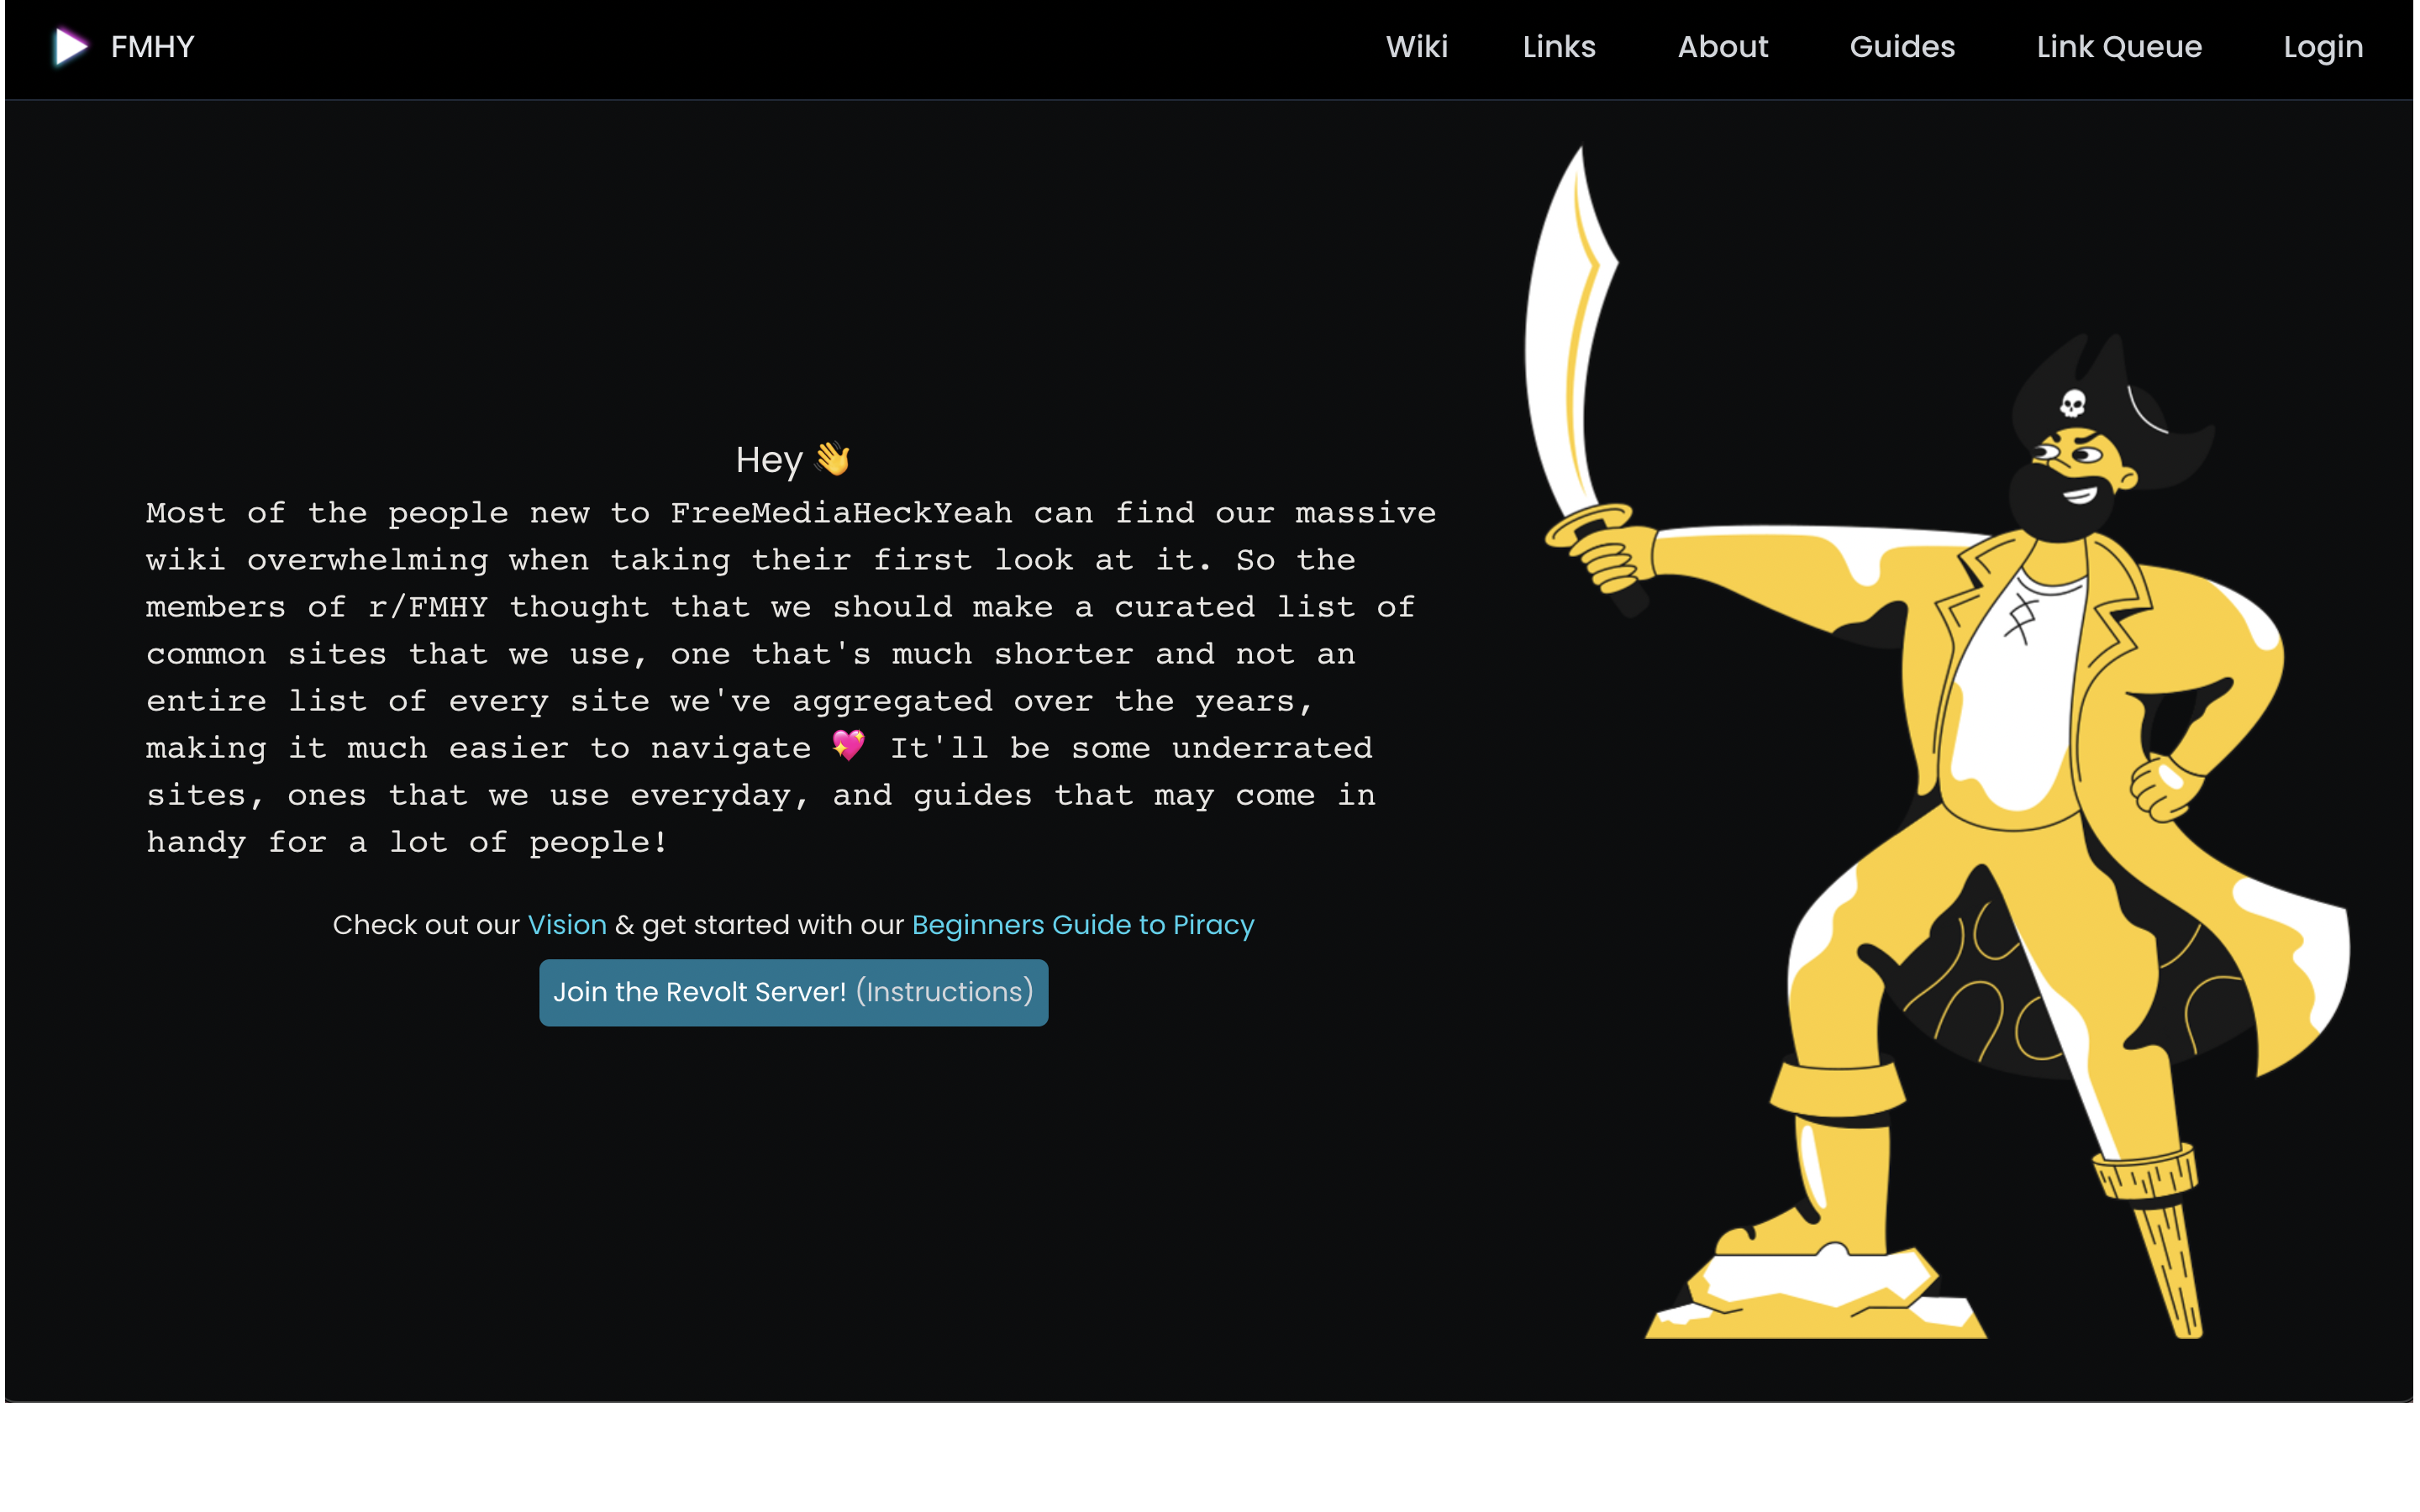 FMHY
Wiki
Links
About
Guides
Link Queue
Login
Hey 👋
Most of the people new to FreeMediaHeckYeah can find our massive
wiki overwhelming when taking their first look at it. So the
members of r/FMHY thought that we should make a curated list of
common sites that we use, one that's much shorter and not an
entire list of every site we've aggregated over the years,
making it much easier to navigate 💖 It'll be some underrated
sites, ones that we use everyday, and guides that may come in
handy for a lot of people!
Check out our Vision & get started with our Beginners Guide to Piracy
Join the Revolt Server! (Instructions)